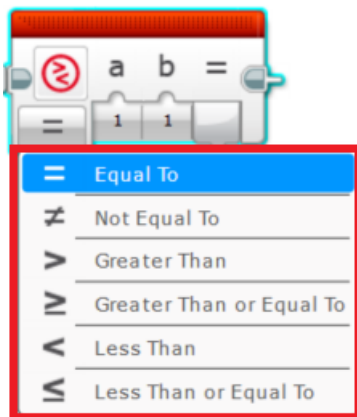 a b =
= 1 1
= Equal To
≠ Not Equal To
> Greater Than
≥ Greater Than or Equal To
< Less Than
≤ Less Than or Equal To